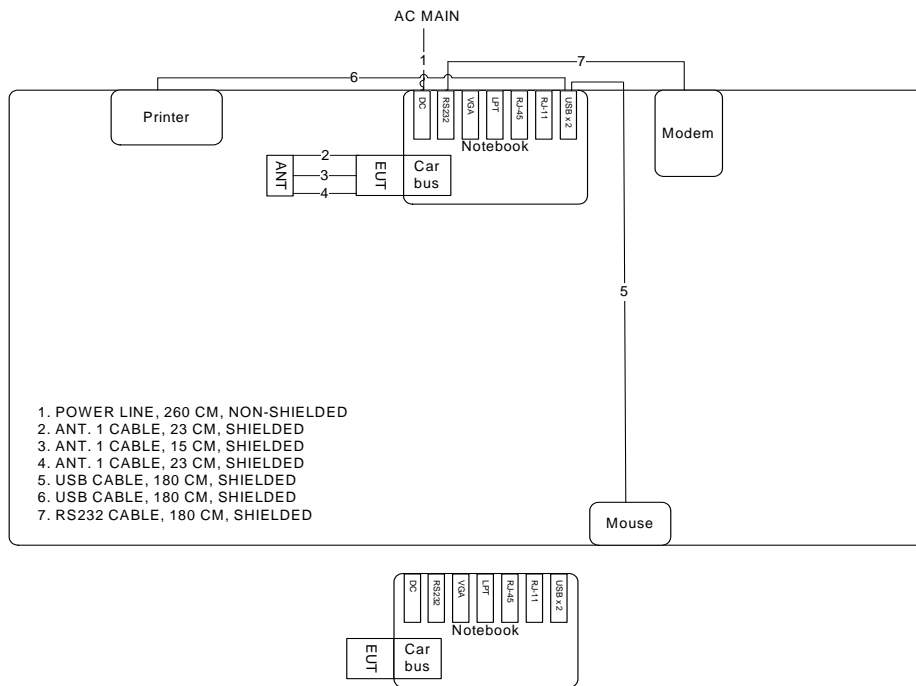 AC MAIN
1
6
7
Printer
DC
RS232
VGA
LPT
RJ-45
RJ-11
USB x 2
Notebook
Modem
ANT
2
3
4
EUT
Car
bus
5
1. POWER LINE, 260 CM, NON-SHIELDED
2. ANT. 1 CABLE, 23 CM, SHIELDED
3. ANT. 1 CABLE, 15 CM, SHIELDED
4. ANT. 1 CABLE, 23 CM, SHIELDED
5. USB CABLE, 180 CM, SHIELDED
6. USB CABLE, 180 CM, SHIELDED
7. RS232 CABLE, 180 CM, SHIELDED
Mouse
DC
RS232
VGA
LPT
RJ-45
RJ-11
USB x 2
Notebook
EUT
Car
bus